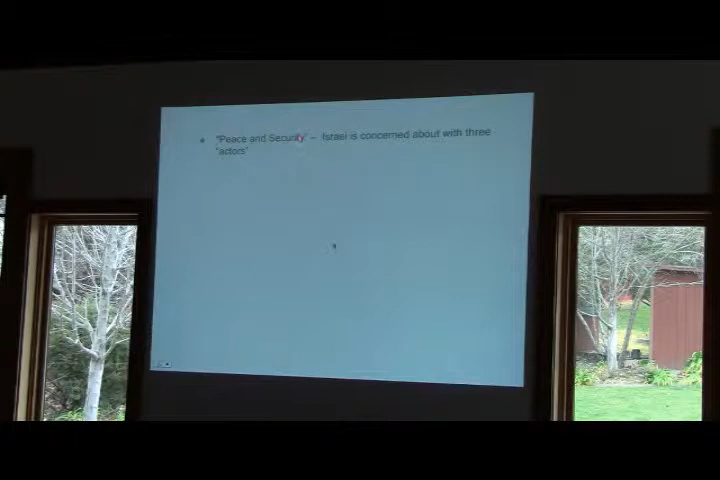 "Peace and Security" – Israel is concerned about with three
"actors"